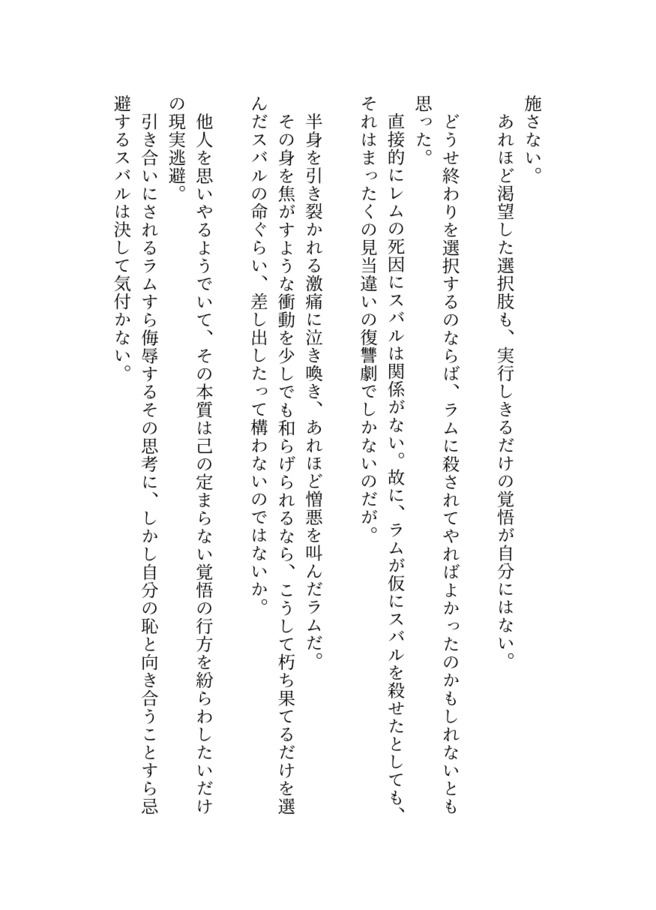 施さない。
あれほど渇望した選択肢も、実行しきるだけの覚悟が自分にはない。
どうせ終わりを選択するのならば、ラムに殺されてやればよかったのかもしれないとも
思った。
直接的にレムの死因にスバルは関係がない。故に、ラムが仮にスバルを殺せたとしても、
それはまったくの見当違いの復讐劇でしかないのだが。
半身を引き裂かれる激痛に泣き喚き、あれほど憎悪を叫んだラムだ。
その身を焦がすような衝動を少しでも和らげられるなら、こうして朽ち果てるだけを選
んだスバルの命ぐらい、差し出したって構わないのではないか。
他人を思いやるようでいて、その本質は己の定まらない覚悟の行方を紛らわしたいだけ
の現実逃避。
引き合いにされるラムすら侮辱するその思考に、しかし自分の恥と向き合うことすら忌
避するスバルは決して気付かない。